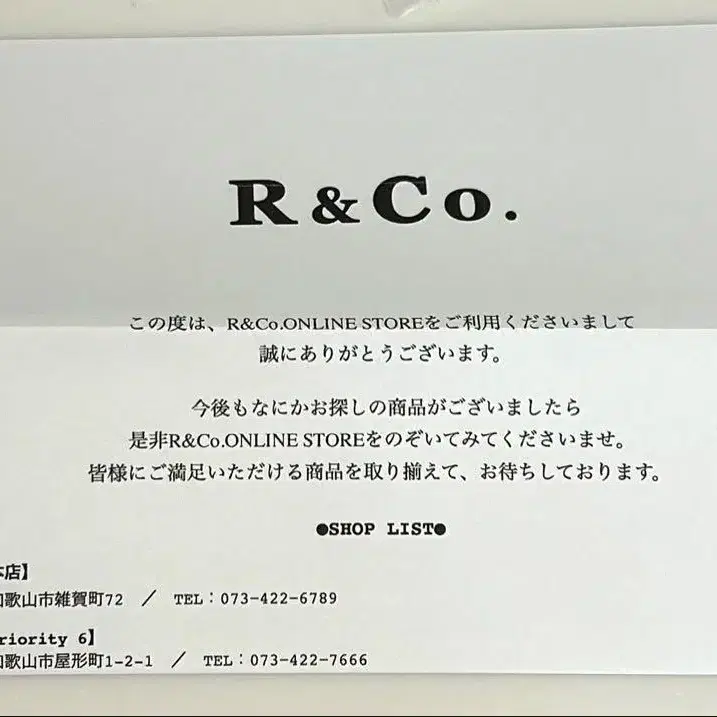 R&Co.
この度は、R&Co.ONLINE STOREをご利用くださいまして
誠にありがとうございます。
今後もなにかお探しの商品がございましたら
是非R&Co.ONLINE STOREをのぞいてみてくださいませ。
皆様にご満足いただける商品を取り揃えて、お待ちしております。
●SHOP LIST●
本店】
歌山市雑賀町72 ／ TEL：073-422-6789
riority 6】
歌山市屋形町1-2-1 ／ TEL：073-422-7666